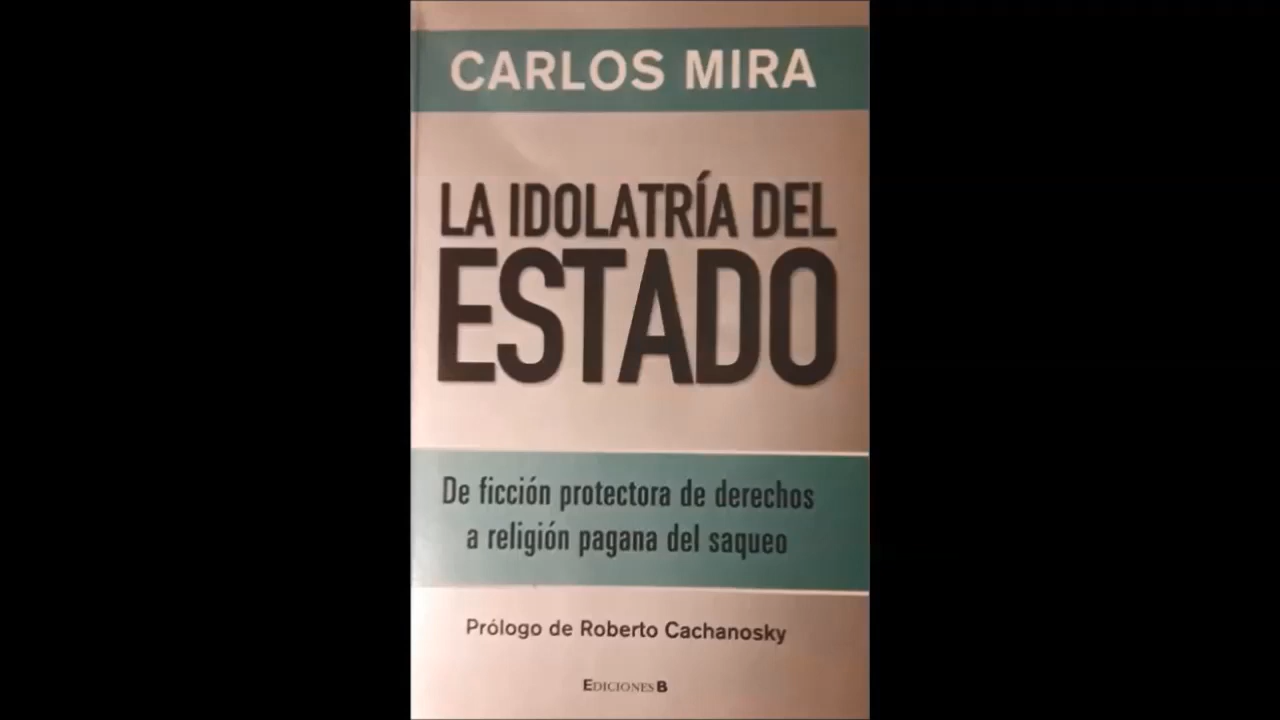 CARLOS MIRA
LA IDOLATRÍA DEL
ESTADO
De ficción protectora de derechos
a religión pagana del saqueo
Prólogo de Roberto Cachanosky
EDICIONES B